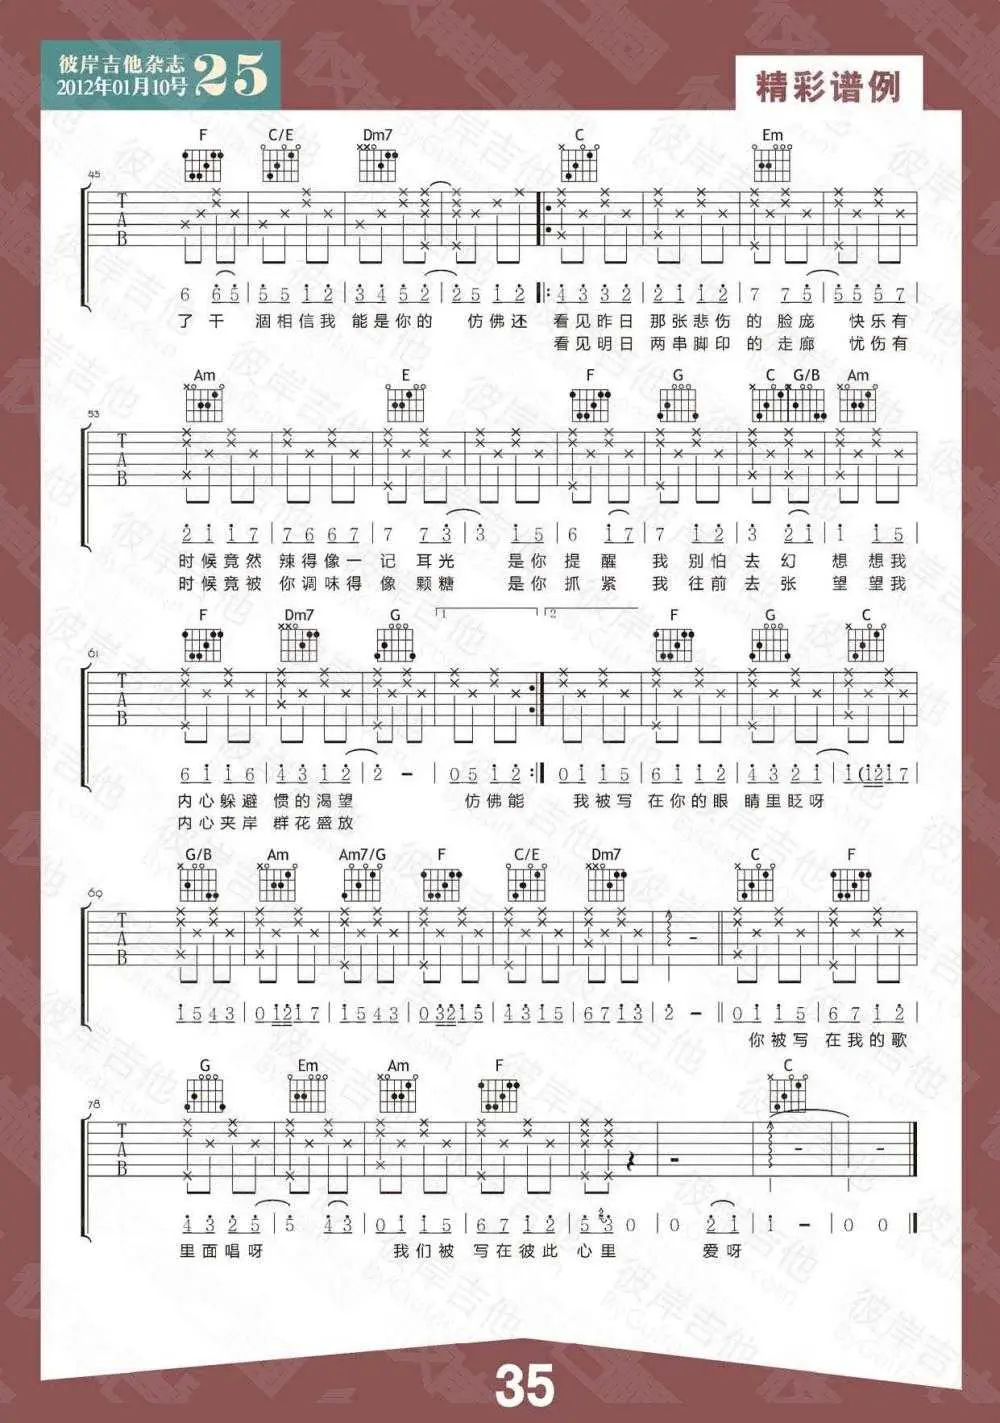 彼岸吉他杂志
2012年01月10号
25
精彩谱例
F C/E Dm7 C Em
45
T
A
B
6 6 5 | 5 5 1 2 | 3 4 5 2 | 2 5 1 2 |: 4 3 3 2 | 2 1 1 2 | 7 7 5 | 5 5 5 7
了干 涸相信我 能是你的 仿佛还 看见昨日 那张悲伤 的 脸庞 快乐有
看见明日 两串脚印 的 走廊 忧伤有
Am E F G C G/B Am
53
T
A
B
2 1 1 7 | 7 6 6 7 | 7 7 3 | 3 1 5 | 6 1 7 | 7 1 2 | 3 2 1 | 1 1 5
时候竟然 辣得像一 记 耳光 是你 提 醒 我 别怕 去 幻 想 想我
时候竟被 你调味得 像 颗糖 是你 抓 紧 我 往前 去 张 望 望我
F Dm7 G 1 2 F G C
61
T
A
B
6 1 1 6 | 4 3 1 2 | 2 – | 0 5 1 2 :| 0 1 1 5 | 6 1 1 2 | 4 3 2 1 | 1 (1 2 1 7
内心躲避 惯的渴望 仿佛能 我被写 在你的眼 睛里眨呀
内心夹岸 群花盛放
G/B Am Am7/G F C/E Dm7 C F
69
T
A
B
1 5 4 3 | 0 1 2 1 7 | 1 5 4 3 | 0 3 2 1 5 | 4 3 1 5 | 6 7 1 3 | 2 – || 0 1 1 5 | 6 7 1 2
你被写 在我的歌
G Em Am F C
78
T
A
B
4 3 2 5 | 5 4 3 | 0 1 1 5 | 6 7 1 2 | 5 3 0 | 0 2 1 | 1 – | 0 0 ||
里面唱呀 我们被 写在彼此 心里 爱呀
35